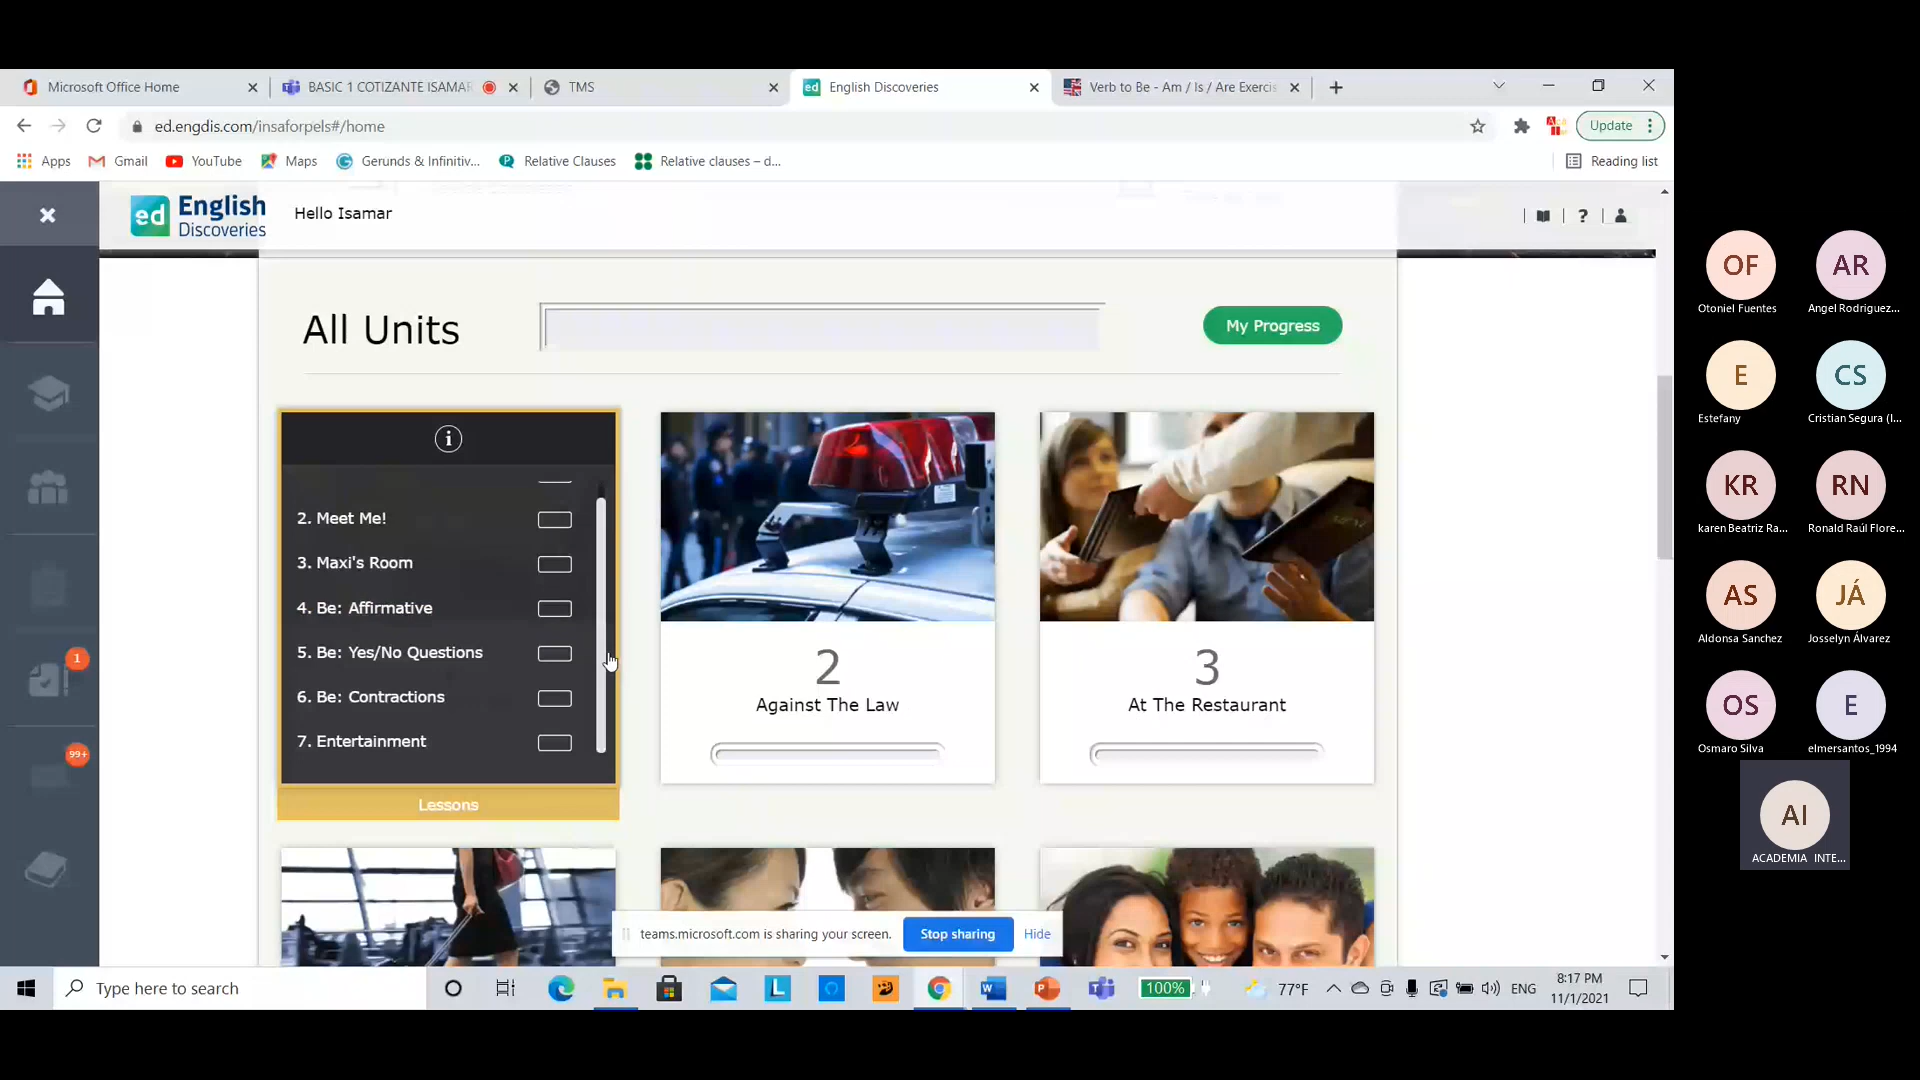 Microsoft Office Home
BASIC 1 COTIZANTE ISAMAR
TMS
English Discoveries
Verb to Be - Am / Is / Are Exercis
ed.engdis.com/insaforpels#/home
Update
Apps
Gmail
YouTube
Maps
Gerunds & Infinitiv...
Relative Clauses
Relative clauses – d...
Reading list
ed English Discoveries
Hello Isamar
?
All Units
My Progress
i
2. Meet Me!
3. Maxi's Room
4. Be: Affirmative
5. Be: Yes/No Questions
6. Be: Contractions
7. Entertainment
Lessons
2
Against The Law
3
At The Restaurant
1
99+
teams.microsoft.com is sharing your screen.
Stop sharing
Hide
Type here to search
100%
77°F
ENG
8:17 PM
11/1/2021
OF
Otoniel Fuentes
AR
Angel Rodríguez...
E
Estefany
CS
Cristian Segura (I...
KR
karen Beatriz Ra...
RN
Ronald Raúl Flore...
AS
Aldonsa Sanchez
JÁ
Josselyn Álvarez
OS
Osmaro Silva
E
elmersantos_1994
AI
ACADEMIA INTE...